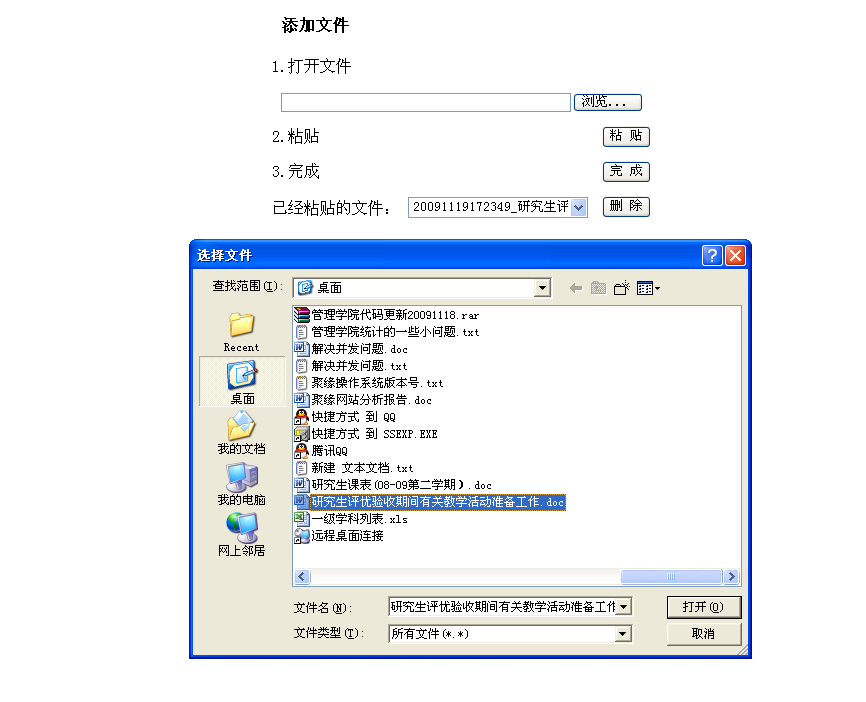 添加文件
1.打开文件
浏览...
2.粘贴
粘 贴
3.完成
完 成
已经粘贴的文件：
20091119172349_研究生评
删 除
选择文件
查找范围(I):
桌面
Recent
桌面
我的文档
我的电脑
网上邻居
管理学院代码更新20091118.rar
管理学院统计的一些小问题.txt
解决并发问题.doc
解决并发问题.txt
聚缘操作系统版本号.txt
聚缘网站分析报告.doc
快捷方式 到 QQ
快捷方式 到 SSEXP.EXE
腾讯QQ
新建 文本文档.txt
研究生课表(08-09第二学期）.doc
研究生评优验收期间有关教学活动准备工作.doc
一级学科列表.xls
远程桌面连接
文件名(N):
研究生评优验收期间有关教学活动准备工作
打开(O)
文件类型(T):
所有文件(*.*)
取消